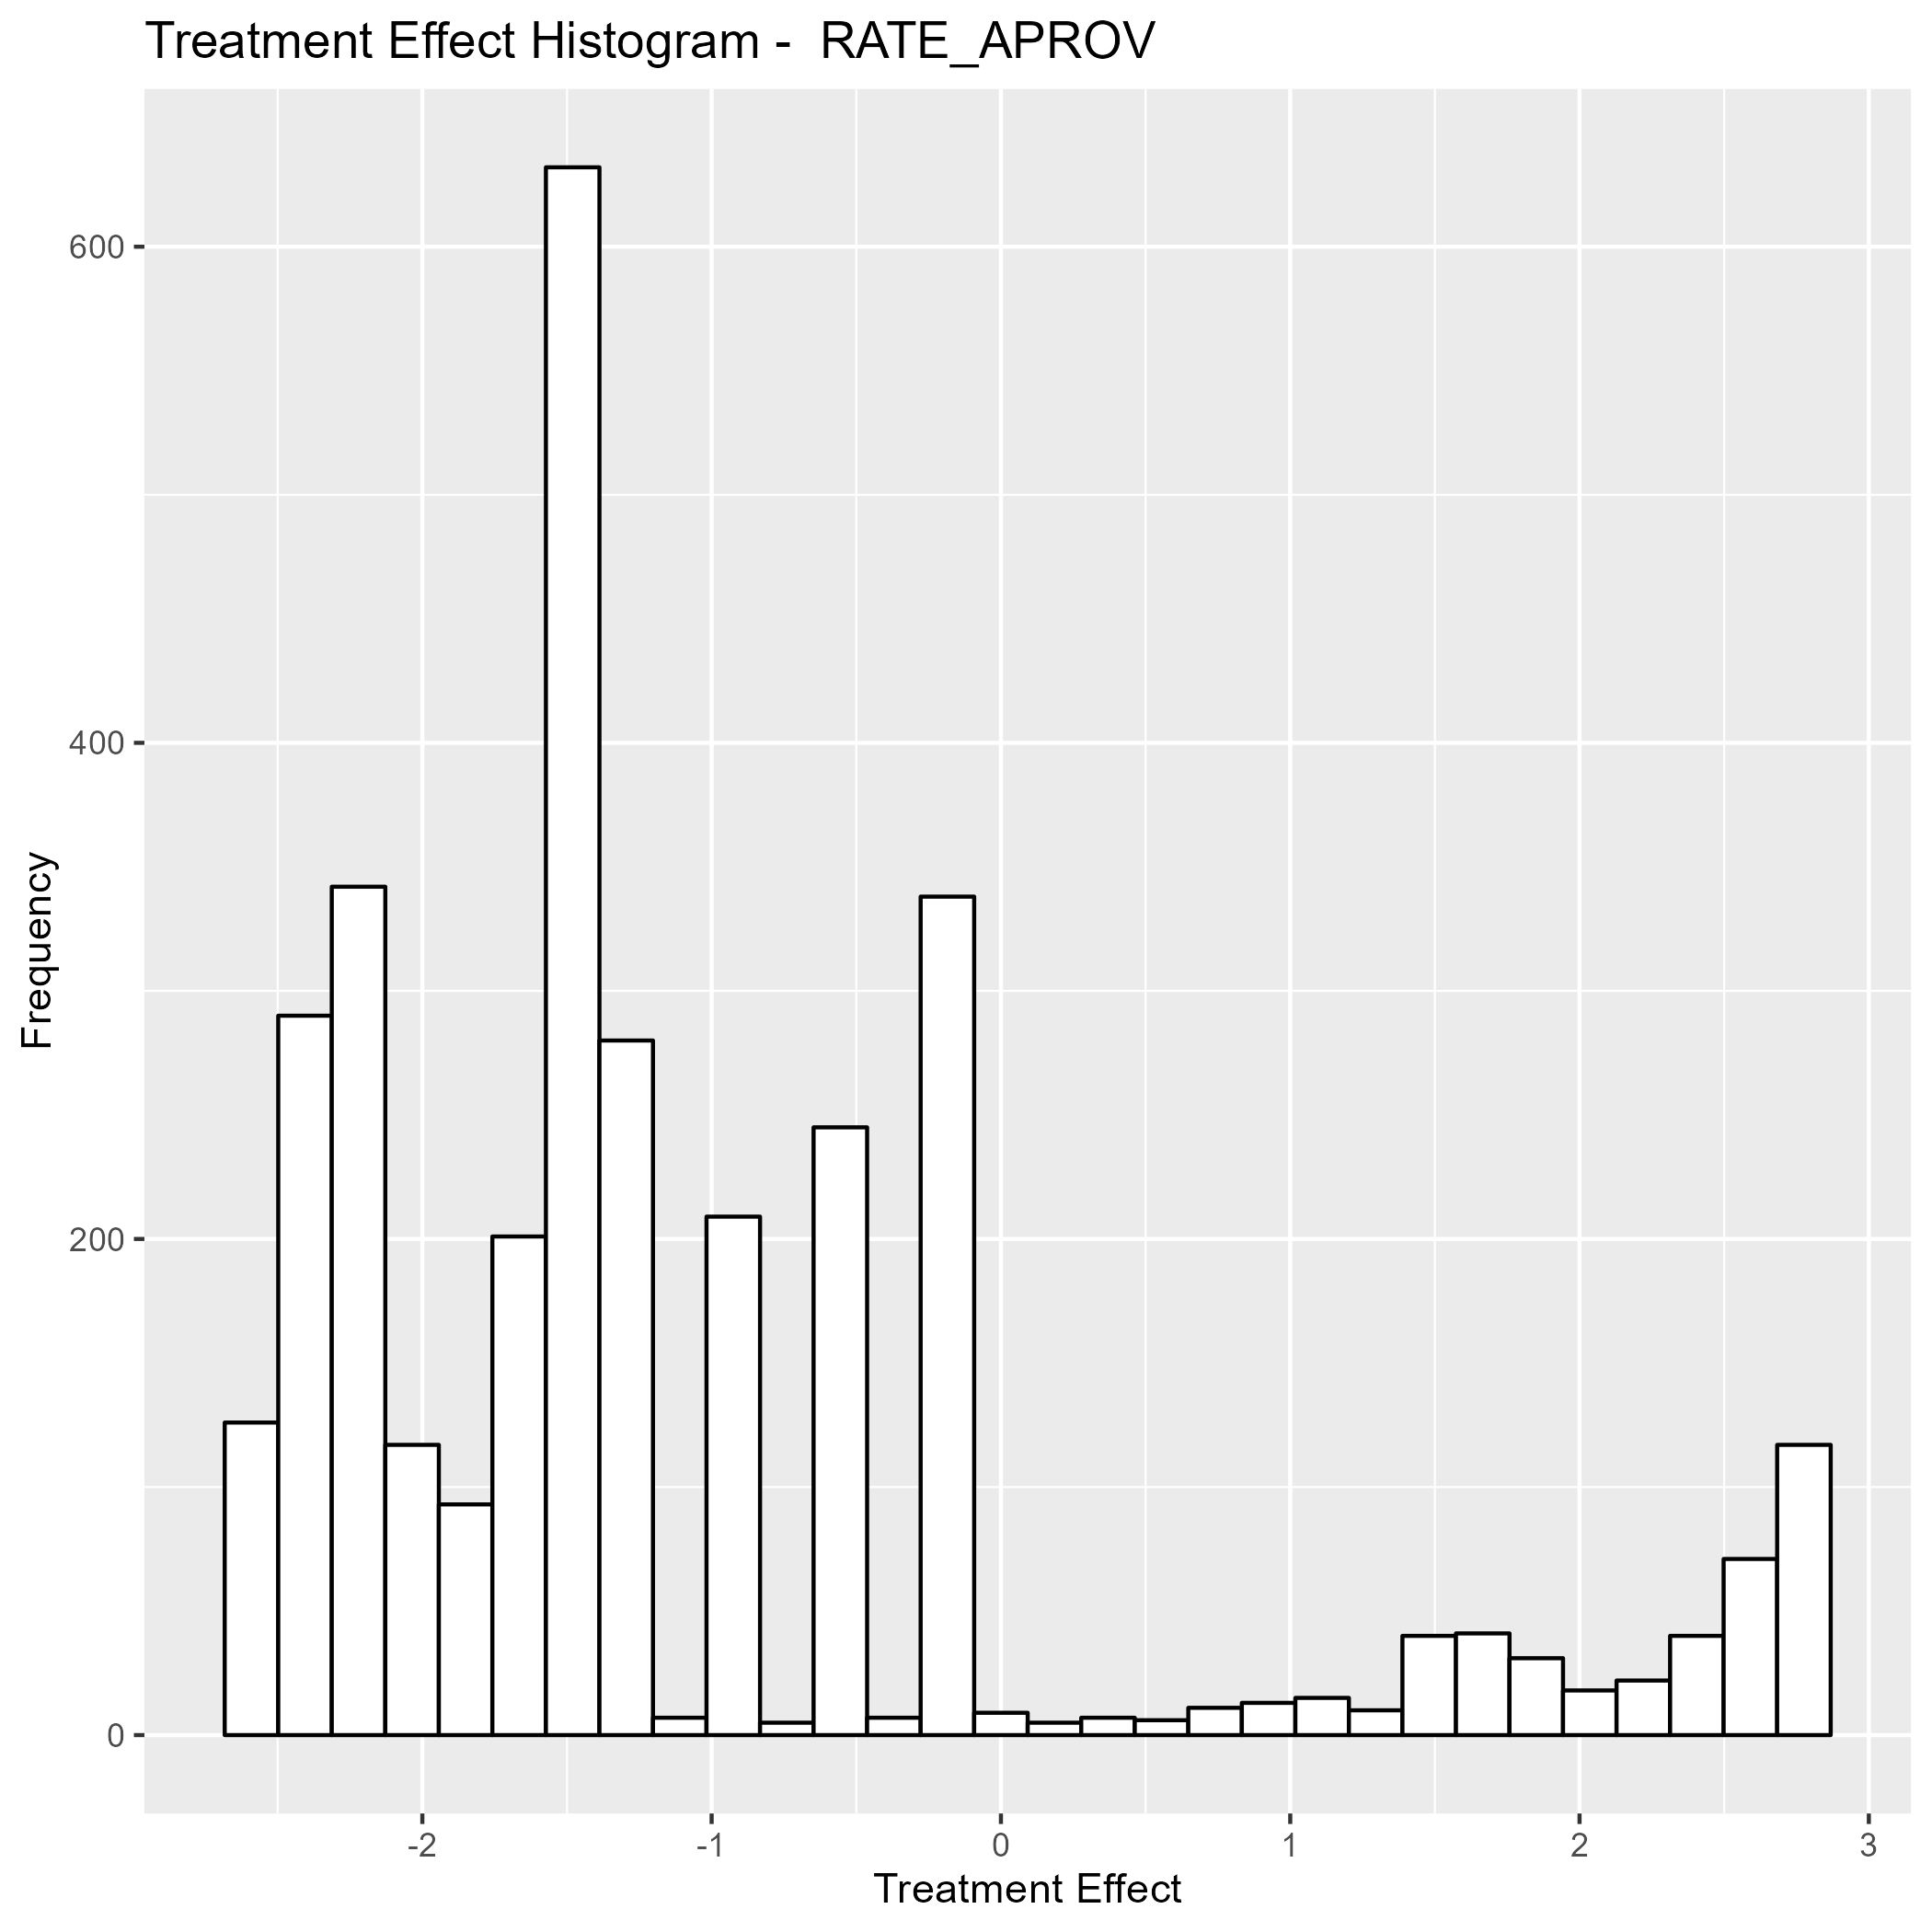 Treatment Effect Histogram -  RATE_APROV
Frequency
600
400
200
0
-2 -1 0 1 2 3
Treatment Effect